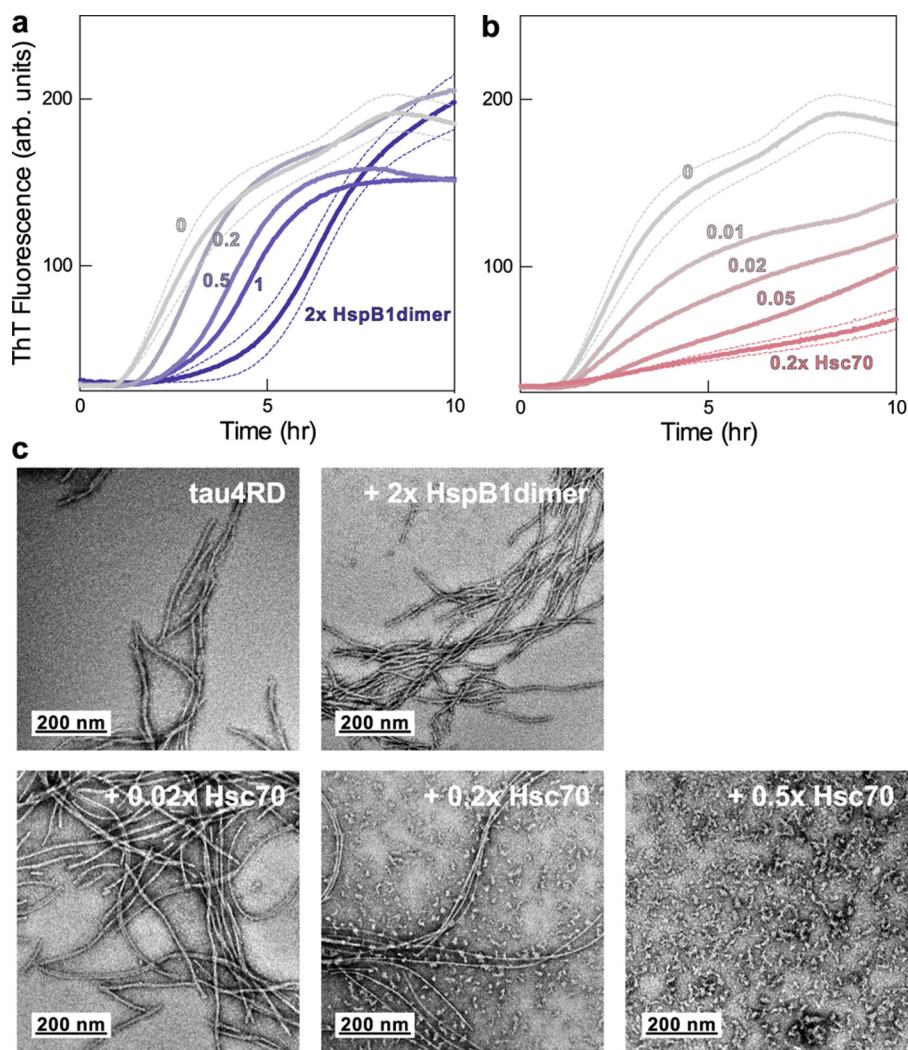 a
b
ThT Fluorescence (arb. units)
200
100
0
0.2
0.5
1
2x HspB1dimer
0
5
10
Time (hr)
200
100
0
0.01
0.02
0.05
0.2x Hsc70
0
5
10
Time (hr)
c
tau4RD
200 nm
+ 2x HspB1dimer
200 nm
+ 0.02x Hsc70
200 nm
+ 0.2x Hsc70
200 nm
+ 0.5x Hsc70
200 nm